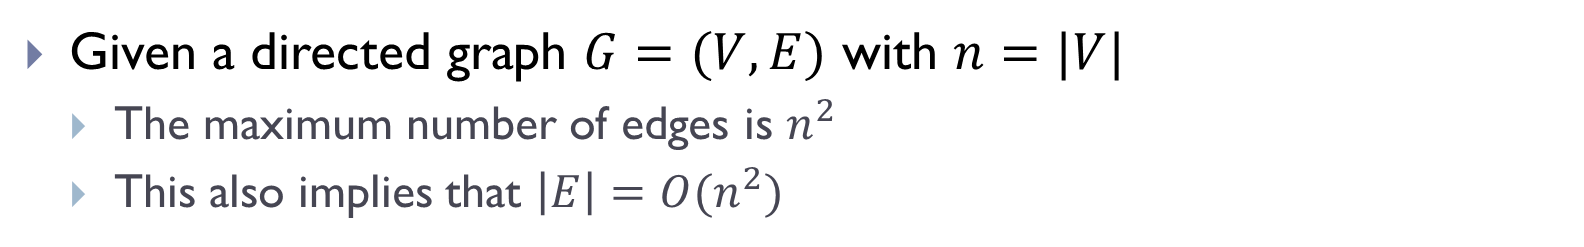 Given a directed graph G = (V, E) with n = |V|
The maximum number of edges is n²
This also implies that |E| = O(n²)